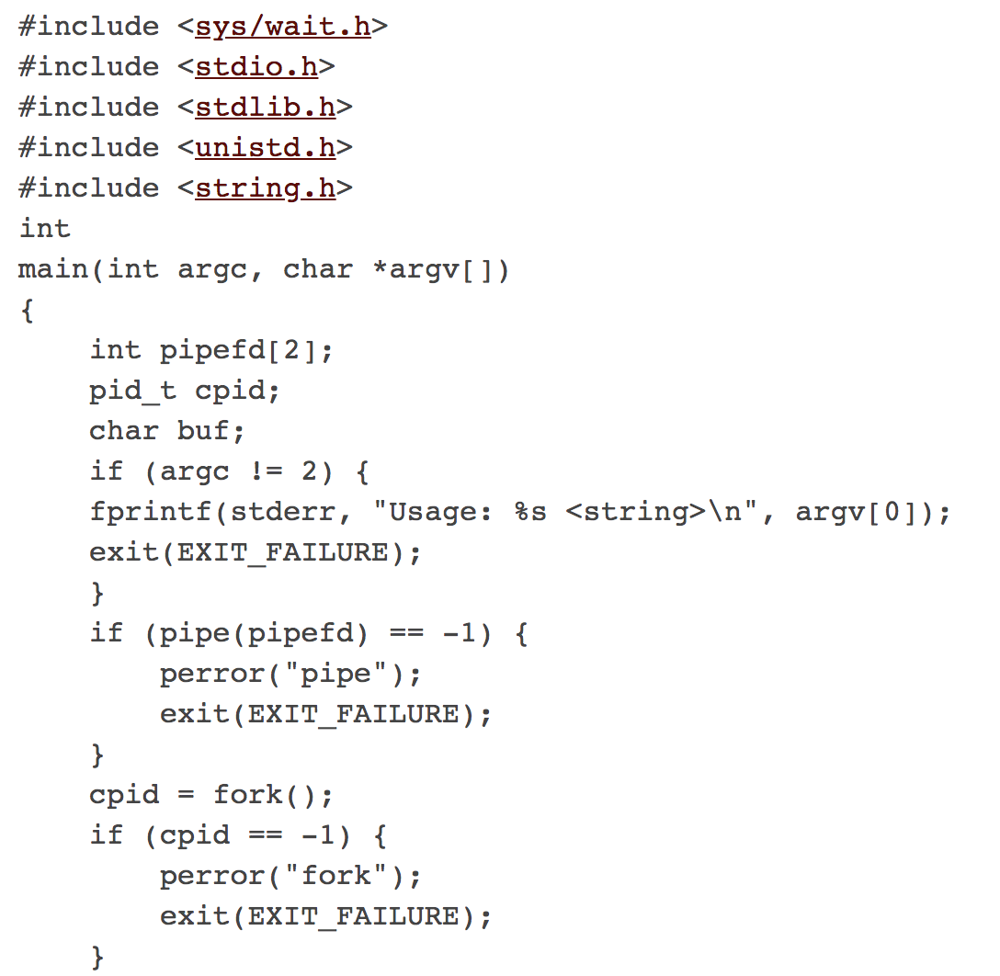 #include <sys/wait.h>
#include <stdio.h>
#include <stdlib.h>
#include <unistd.h>
#include <string.h>
int
main(int argc, char *argv[])
{
    int pipefd[2];
    pid_t cpid;
    char buf;
    if (argc != 2) {
    fprintf(stderr, "Usage: %s <string>\n", argv[0]);
    exit(EXIT_FAILURE);
    }
    if (pipe(pipefd) == -1) {
        perror("pipe");
        exit(EXIT_FAILURE);
    }
    cpid = fork();
    if (cpid == -1) {
        perror("fork");
        exit(EXIT_FAILURE);
    }